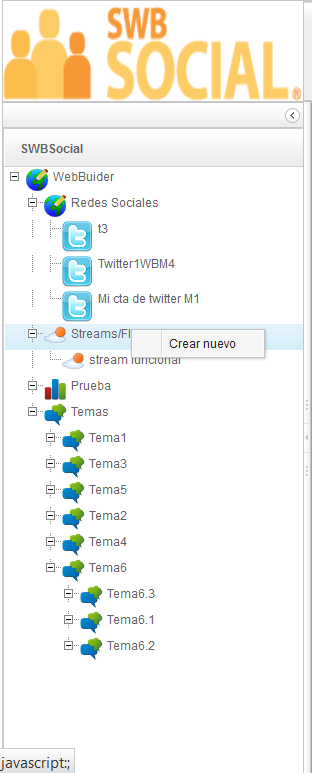 SWB
SOCIAL®
SWBSocial
WebBuider
Redes Sociales
t3
Twitter1WBM4
Mi cta de twitter M1
Streams/Fl
Crear nuevo
stream funcional
Prueba
Temas
Tema1
Tema3
Tema5
Tema2
Tema4
Tema6
Tema6.3
Tema6.1
Tema6.2
javascript:;